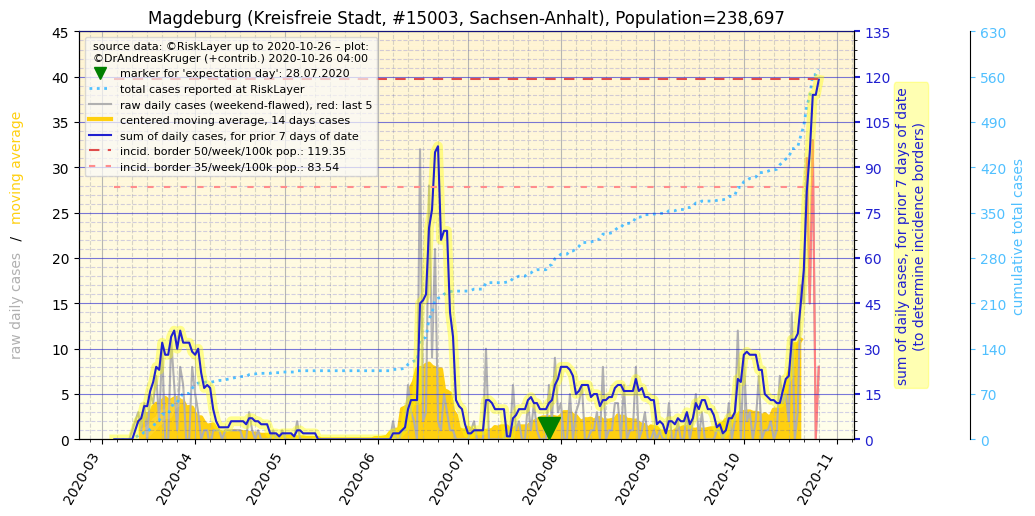 Magdeburg (Kreisfreie Stadt, #15003, Sachsen-Anhalt), Population=238,697
source data: ©RiskLayer up to 2020-10-26 – plot:
©DrAndreasKruger (+contrib.) 2020-10-26 04:00
marker for 'expectation day': 28.07.2020
total cases reported at RiskLayer
raw daily cases (weekend-flawed), red: last 5
centered moving average, 14 days cases
sum of daily cases, for prior 7 days of date
incid. border 50/week/100k pop.: 119.35
incid. border 35/week/100k pop.: 83.54
raw daily cases / moving average
45
40
35
30
25
20
15
10
5
0
135
120
105
90
75
60
45
30
15
0
sum of daily cases, for prior 7 days of date
(to determine incidence borders)
630
560
490
420
350
280
210
140
70
0
cumulative total cases
2020-03
2020-04
2020-05
2020-06
2020-07
2020-08
2020-09
2020-10
2020-11